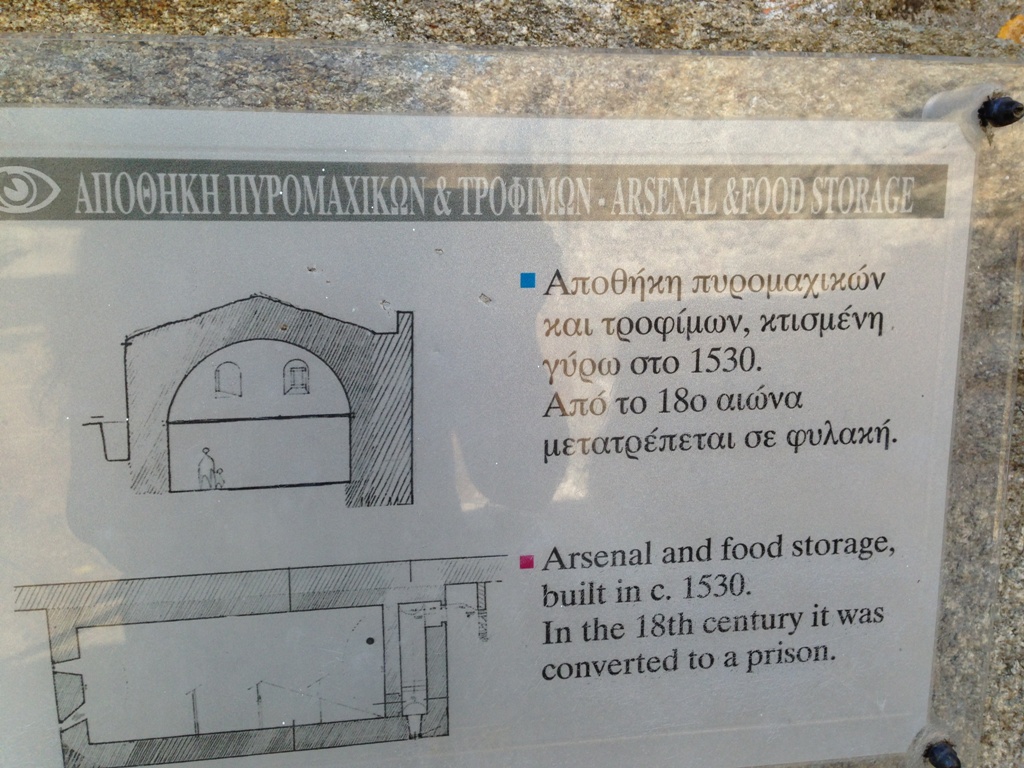 ΑΠΟΘΗΚΗ ΠΥΡΟΜΑΧΙΚΩΝ & ΤΡΟΦΙΜΩΝ - ARSENAL &FOOD STORAGE
Αποθήκη πυρομαχικών
και τροφίμων, κτισμένη
γύρω στο 1530.
Από το 18ο αιώνα
μετατρέπεται σε φυλακή.
Arsenal and food storage,
built in c. 1530.
In the 18th century it was
converted to a prison.